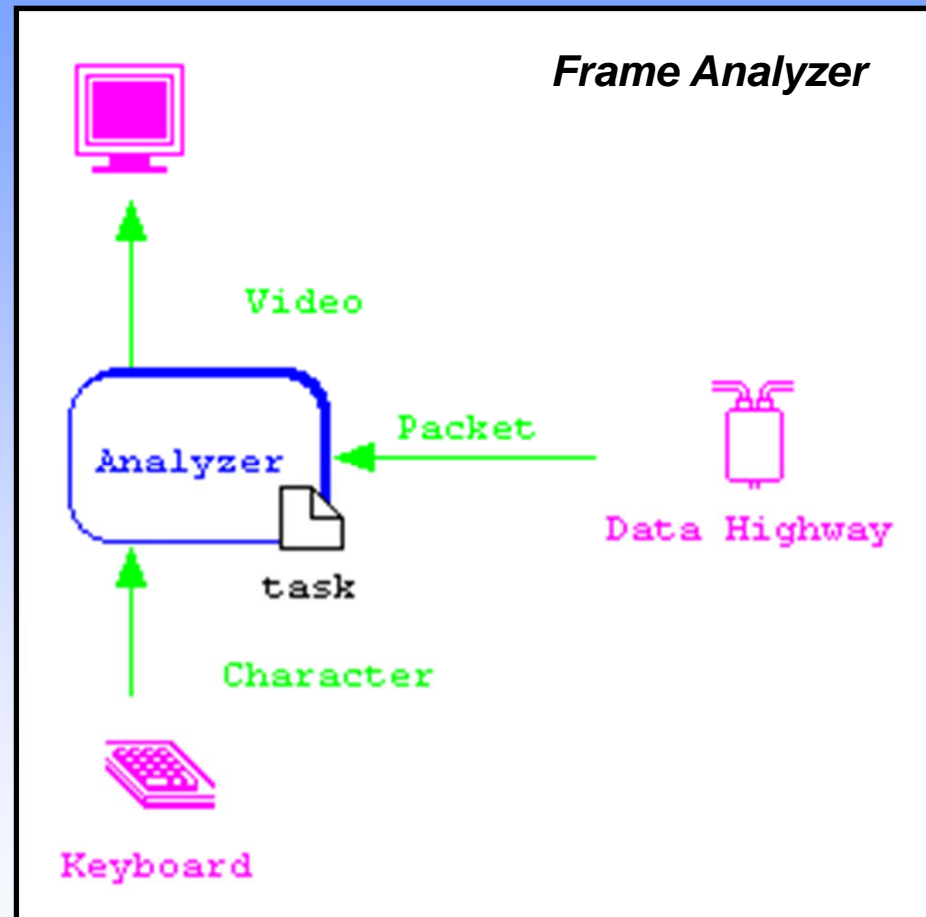 Frame Analyzer
Video
Packet
Analyzer
Data Highway
task
Character
Keyboard